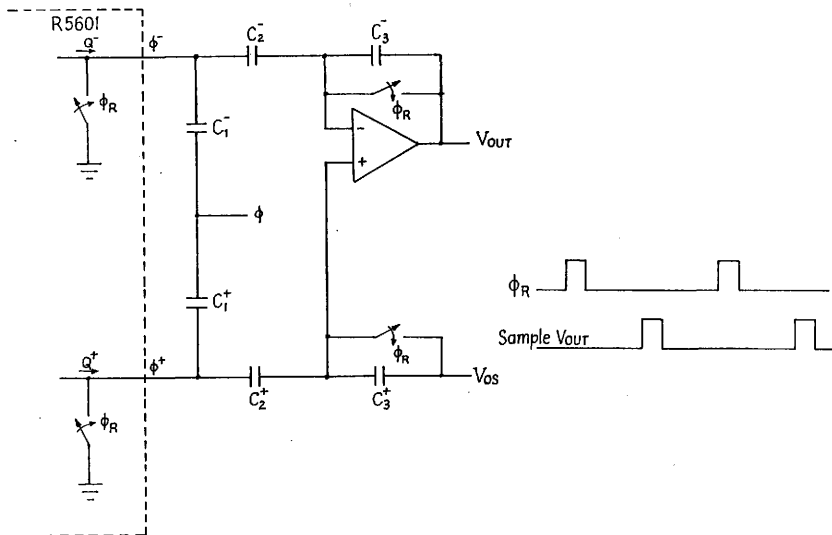 R5601
Q⁻ ϕ⁻
C₂⁻
C₃⁻
ϕR
ϕR
C₁⁻
−
+
VOUT
ϕ
C₁⁺
ϕR
Sample VOUT
ϕR
Q⁺ ϕ⁺
C₂⁺
C₃⁺
VOS
ϕR